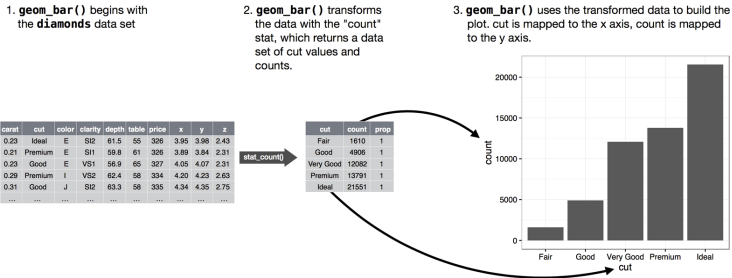 1. geom_bar() begins with
the diamonds data set
2. geom_bar() transforms
the data with the "count"
stat, which returns a data
set of cut values and
counts.
3. geom_bar() uses the transformed data to build the
plot. cut is mapped to the x axis, count is mapped
to the y axis.
carat cut color clarity depth table price x y z
0.23 Ideal E SI2 61.5 55 326 3.95 3.98 2.43
0.21 Premium E SI1 59.8 61 326 3.89 3.84 2.31
0.23 Good E VS1 56.9 65 327 4.05 4.07 2.31
0.29 Premium I VS2 62.4 58 334 4.20 4.23 2.63
0.31 Good J SI2 63.3 58 335 4.34 4.35 2.75
... ... ... ... ... ... ... ... ... ...
stat_count()
cut count prop
Fair 1610 1
Good 4906 1
Very Good 12082 1
Premium 13791 1
Ideal 21551 1
20000
15000
10000
5000
0
count
Fair Good Very Good Premium Ideal
cut